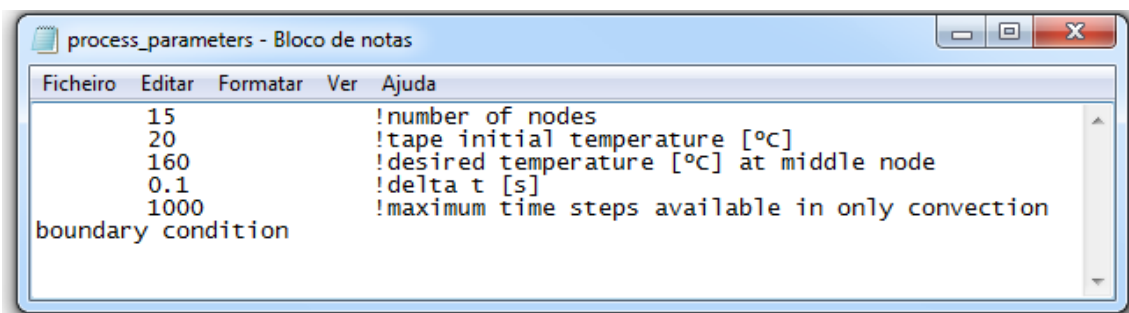 process_parameters - Bloco de notas
Ficheiro Editar Formatar Ver Ajuda
15 !number of nodes
20 !tape initial temperature [ºC]
160 !desired temperature [ºC] at middle node
0.1 !delta t [s]
1000 !maximum time steps available in only convection
boundary condition